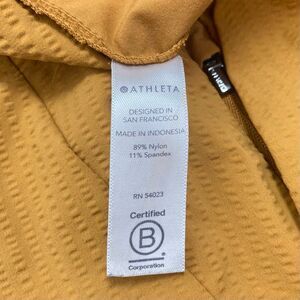 ATHLETA
DESIGNED IN
SAN FRANCISCO
MADE IN INDONESIA
89% Nylon
11% Spandex
RN 54023
Certified
B
Corporation